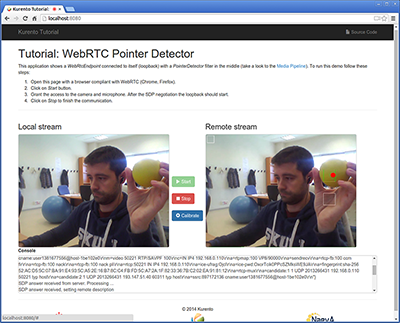 Kurento Tutorial:
localhost:8080
Kurento Tutorial
Source Code
Tutorial: WebRTC Pointer Detector
This application shows a WebRtcEndpoint connected to itself (loopback) with a PointerDetector filter in the middle (take a look to the Media Pipeline). To run this demo follow these
steps:
1. Open this page with a browser compliant with WebRTC (Chrome, Firefox).
2. Click on Start button.
3. Grant the access to the camera and microphone. After the SDP negotiation the loopback should start.
4. Click on Stop to finish the communication.
Local stream
Remote stream
Start
Stop
Calibrate
Console
SDP answer received from server. Processing ...
SDP answer received, setting remote description
© 2014 Kurento
localhost:8080/#